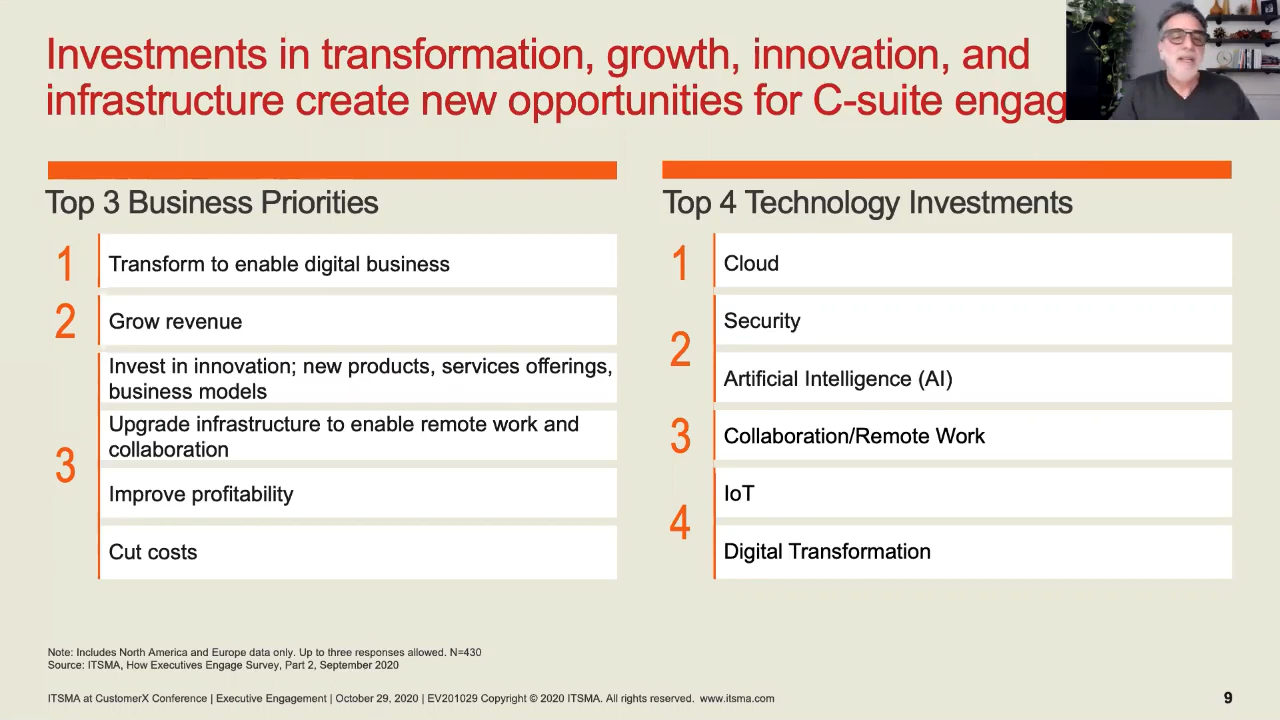 Investments in transformation, growth, innovation, and
infrastructure create new opportunities for C-suite
Top 3 Business Priorities
1
Transform to enable digital business
2
Grow revenue
3
Invest in innovation; new products, services offerings,
business models
Upgrade infrastructure to enable remote work and
collaboration
Improve profitability
Cut costs
Top 4 Technology Investments
1
Cloud
2
Security
Artificial Intelligence (AI)
3
Collaboration/Remote Work
4
IoT
Digital Transformation
Note: Includes North America and Europe data only. Up to three responses allowed. N=430
Source: ITSMA, How Executives Engage Survey, Part 2, September 2020
ITSMA at CustomerX Conference | Executive Engagement | October 29, 2020 | EV201029 Copyright © 2020 ITSMA. All rights reserved. www.itsma.com
9